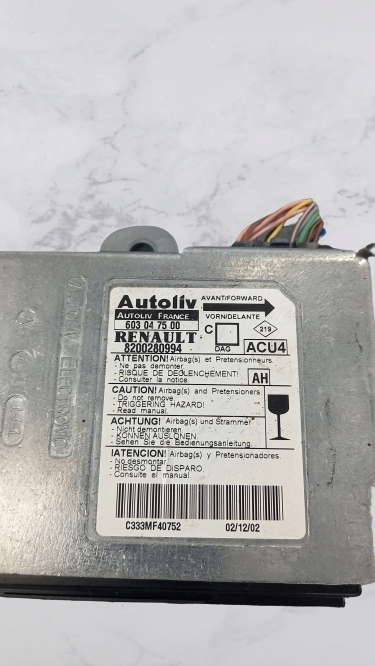 Autoliv
AVANT/FORWARD
AUTOLIV FRANCE
VORN/DELANTE
603 04 75 00
C
219
RENAULT
DAG
ACU4
8200280994
ATTENTION! Airbag(s) et Pretensionneurs
- Ne pas demonter
- RISQUE DE DEGLENCHEMENT!
- Consulter la notice.
AH
CAUTION! Airbag(s) and Pretensioners
- Do not remove
- TRIGGERING HAZARD!
- Read manual.
ACHTUNG! Airbag(s) und Strammer
- Nicht demontieren
- KONNEN AUSLONEN
- Sehen Sie die Bedienungsanleitung
!ATENCION! Airbag(s) y Pretensionadores.
- No desmontar
- RIESGO DE DISPARO
- Consulte el manual.
C333MF40752
02/12/02